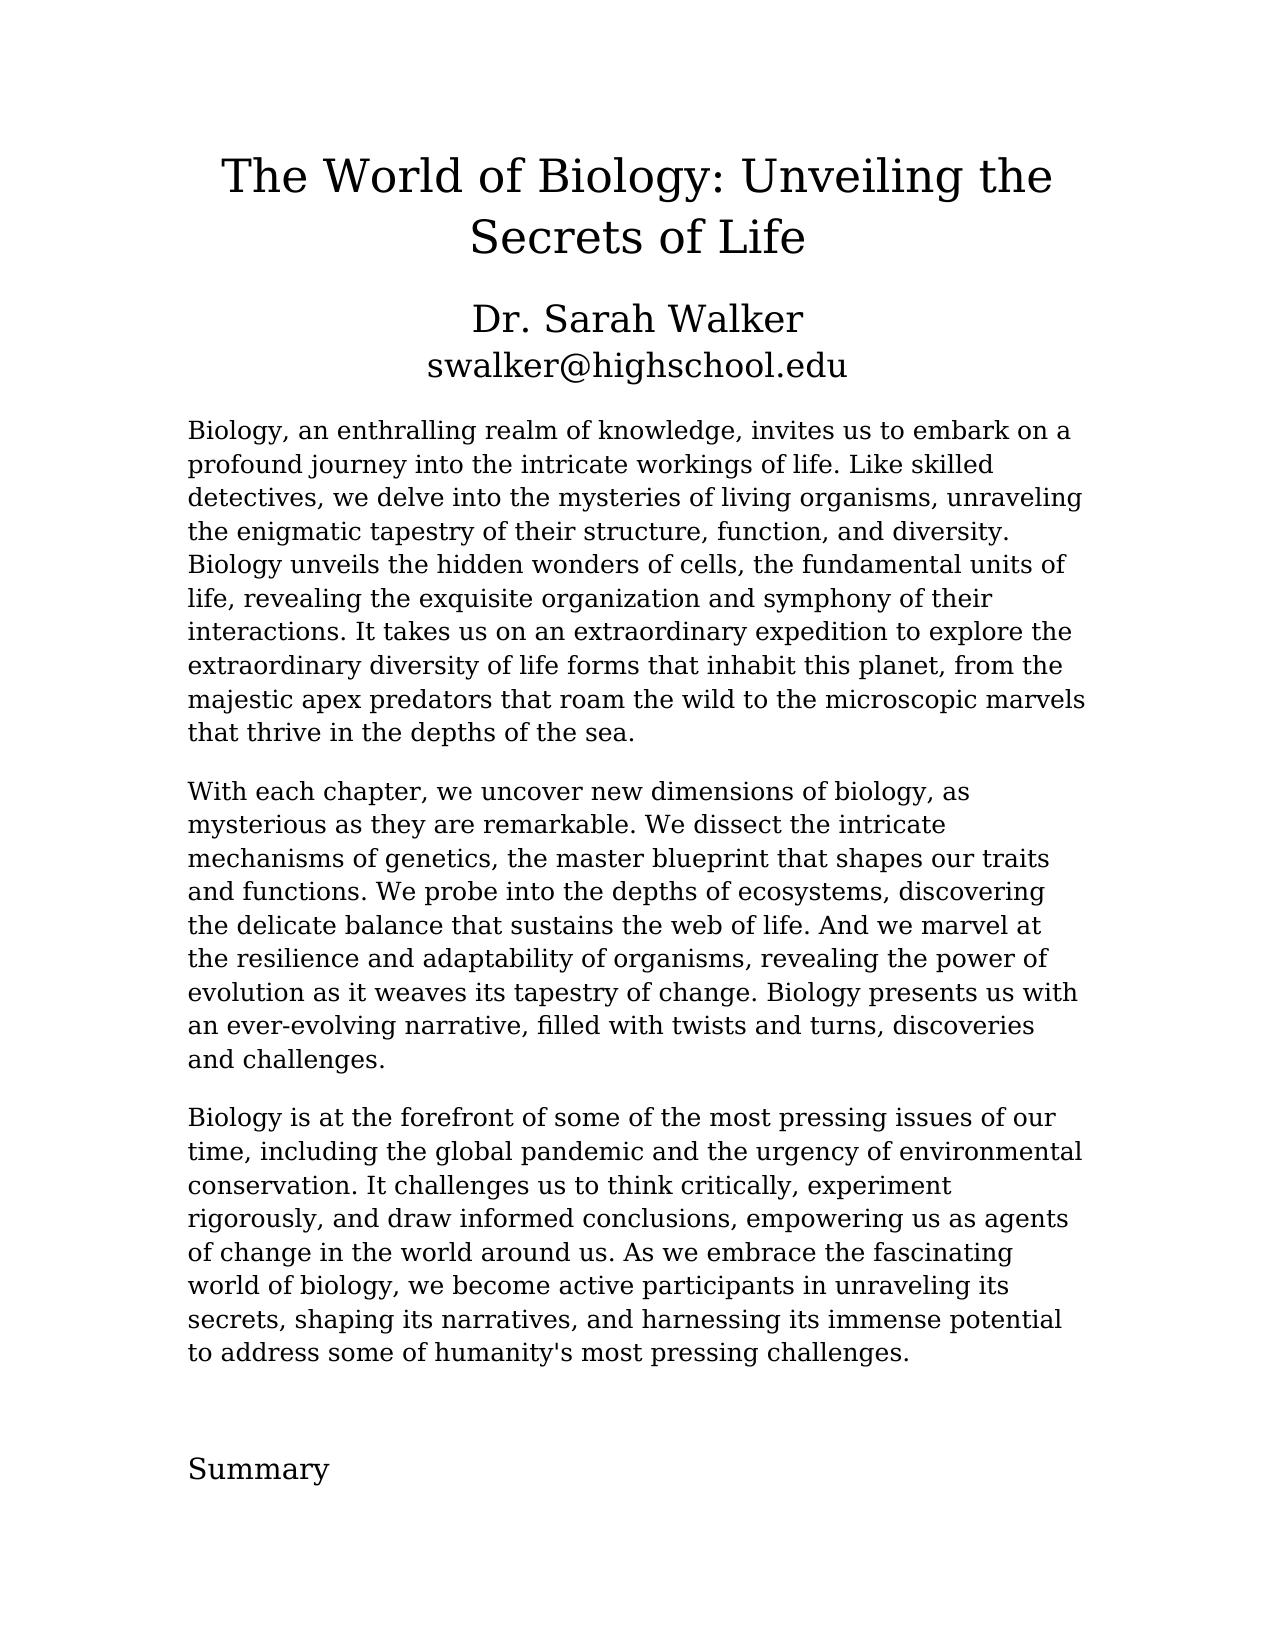 The World of Biology: Unveiling the
Secrets of Life
Dr. Sarah Walker
swalker@highschool.edu
Biology, an enthralling realm of knowledge, invites us to embark on a
profound journey into the intricate workings of life. Like skilled
detectives, we delve into the mysteries of living organisms, unraveling
the enigmatic tapestry of their structure, function, and diversity.
Biology unveils the hidden wonders of cells, the fundamental units of
life, revealing the exquisite organization and symphony of their
interactions. It takes us on an extraordinary expedition to explore the
extraordinary diversity of life forms that inhabit this planet, from the
majestic apex predators that roam the wild to the microscopic marvels
that thrive in the depths of the sea.
With each chapter, we uncover new dimensions of biology, as
mysterious as they are remarkable. We dissect the intricate
mechanisms of genetics, the master blueprint that shapes our traits
and functions. We probe into the depths of ecosystems, discovering
the delicate balance that sustains the web of life. And we marvel at
the resilience and adaptability of organisms, revealing the power of
evolution as it weaves its tapestry of change. Biology presents us with
an ever-evolving narrative, filled with twists and turns, discoveries
and challenges.
Biology is at the forefront of some of the most pressing issues of our
time, including the global pandemic and the urgency of environmental
conservation. It challenges us to think critically, experiment
rigorously, and draw informed conclusions, empowering us as agents
of change in the world around us. As we embrace the fascinating
world of biology, we become active participants in unraveling its
secrets, shaping its narratives, and harnessing its immense potential
to address some of humanity's most pressing challenges.
Summary